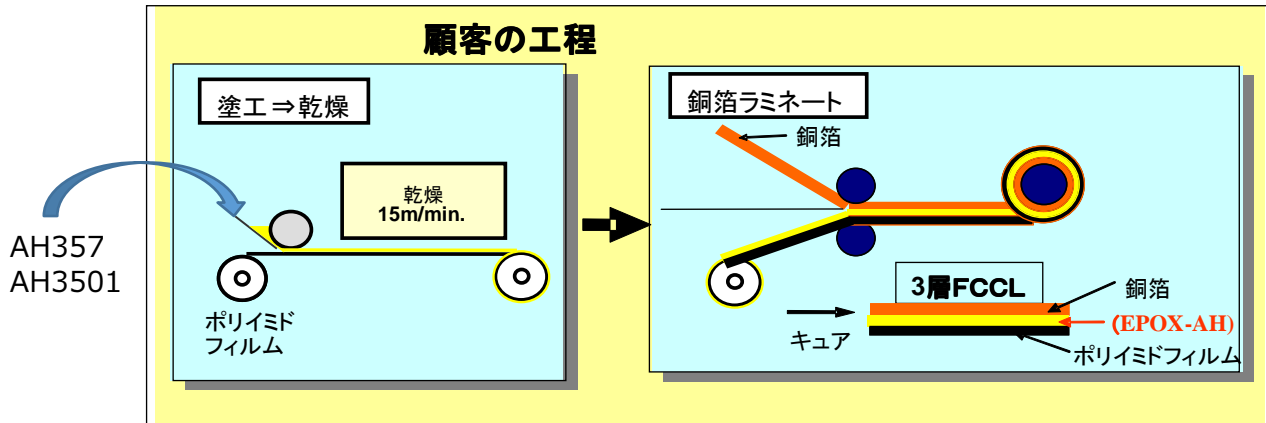 顧客の工程
塗工⇒乾燥
乾燥
15m/min.
AH357
AH3501
ポリイミド
フィルム
銅箔ラミネート
銅箔
3層FCCL
キュア
銅箔
(EPOX-AH)
ポリイミドフィルム